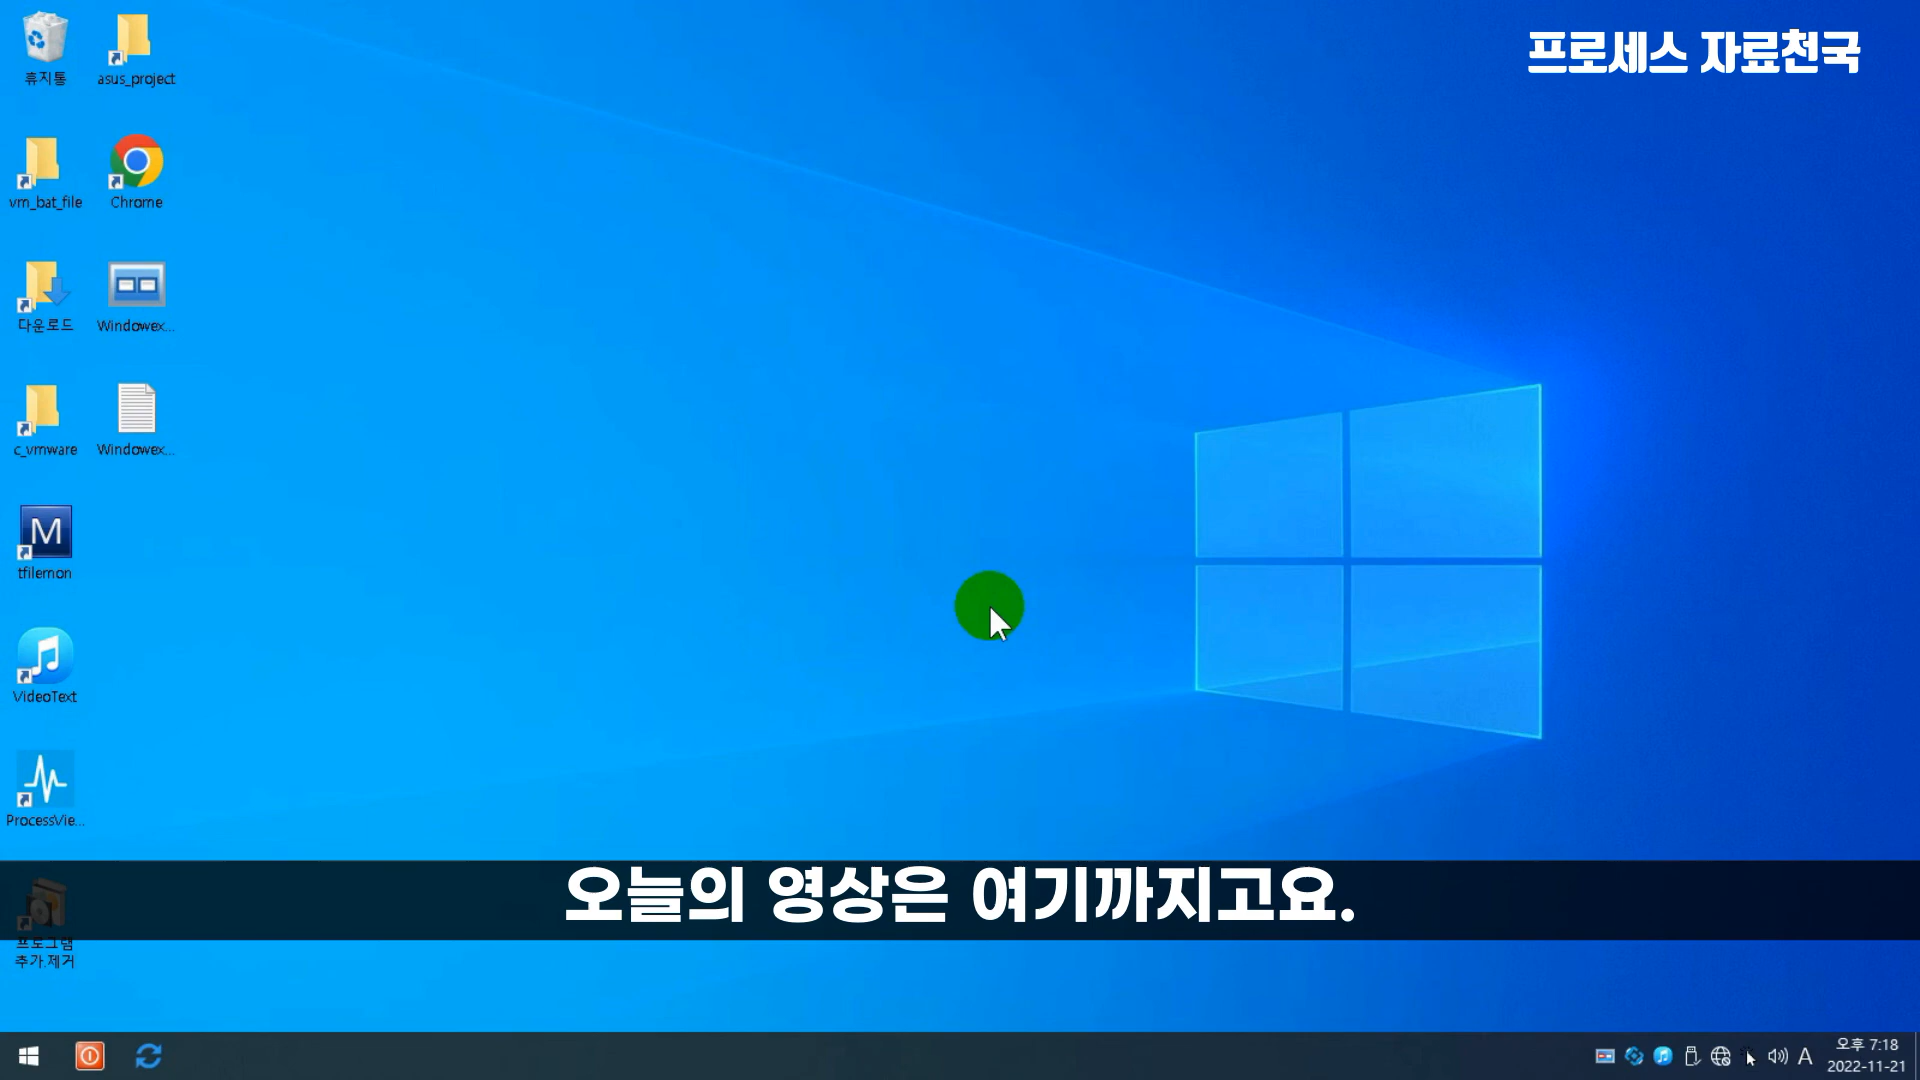 프로세스 자료천국
휴지통
asus_project
vm_bat_file
Chrome
다운로드
Windowex...
c_vmware
Windowex...
M
tfilemon
VideoText
ProcessVie...
오늘의 영상은 여기까지고요.
프로그램
추가.제거
A
오후 7:18
2022-11-21